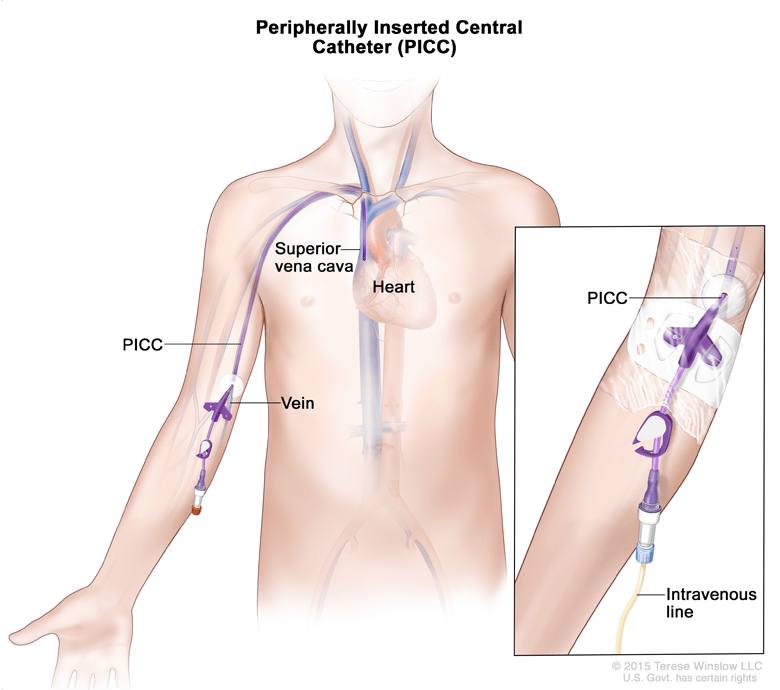 Peripherally Inserted Central
Catheter (PICC)
Superior
vena cava
Heart
PICC
Vein
PICC
Intravenous
line
© 2015 Terese Winslow LLC
U.S. Govt. has certain rights